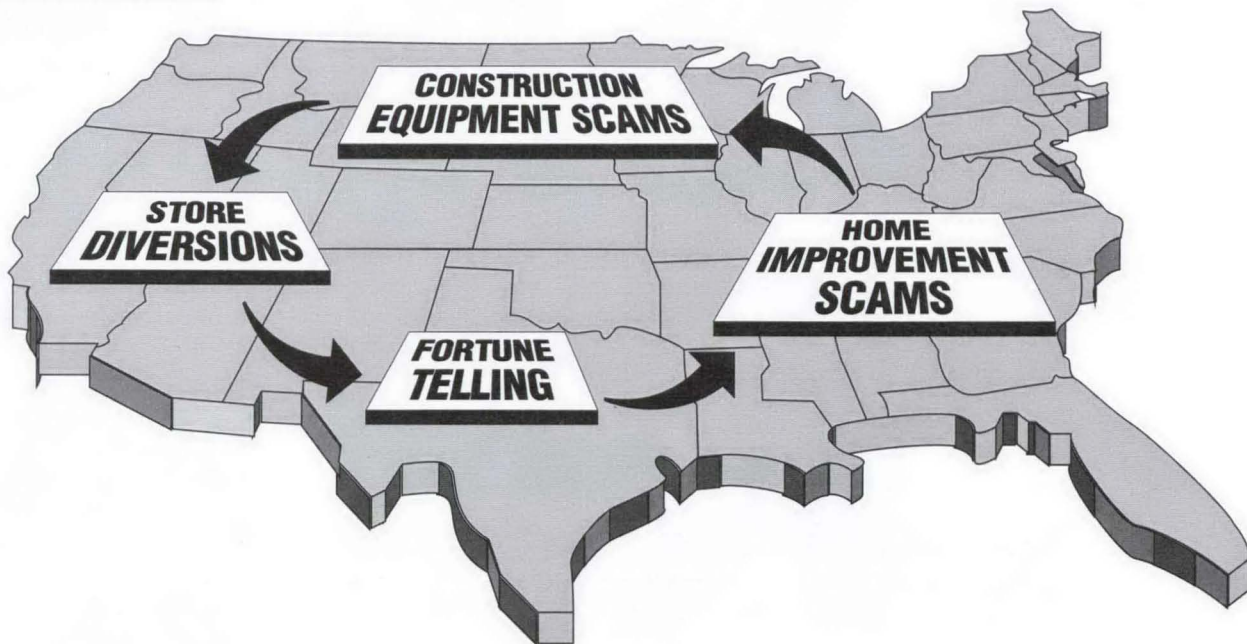 CONSTRUCTION
EQUIPMENT SCAMS
STORE
DIVERSIONS
HOME
IMPROVEMENT
SCAMS
FORTUNE
TELLING